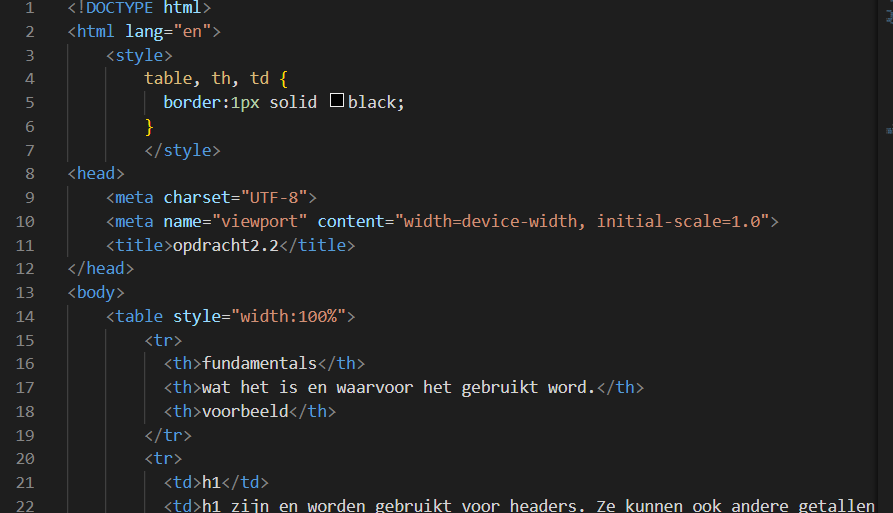 1 <!DOCTYPE html>
2 <html lang="en">
3 <style>
4 table, th, td {
5 border:1px solid black;
6 }
7 </style>
8 <head>
9 <meta charset="UTF-8">
10 <meta name="viewport" content="width=device-width, initial-scale=1.0">
11 <title>opdracht2.2</title>
12 </head>
13 <body>
14 <table style="width:100%">
15 <tr>
16 <th>fundamentals</th>
17 <th>wat het is en waarvoor het gebruikt word.</th>
18 <th>voorbeeld</th>
19 </tr>
20 <tr>
21 <td>h1</td>
22 <td>h1 zijn en worden gebruikt voor headers. Ze kunnen ook andere getallen